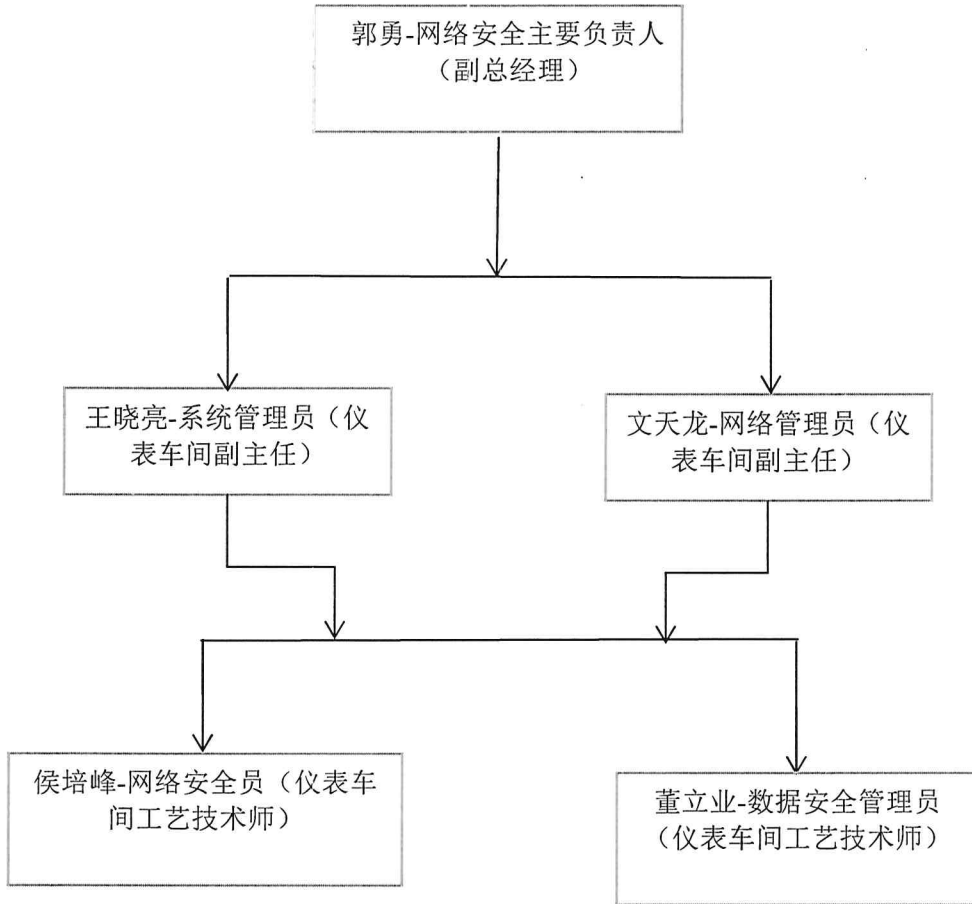 郭勇-网络安全主要负责人
（副总经理）
王晓亮-系统管理员（仪
表车间副主任）
文天龙-网络管理员（仪
表车间副主任）
侯培峰-网络安全员（仪表车
间工艺技术师）
董立业-数据安全管理员
（仪表车间工艺技术师）